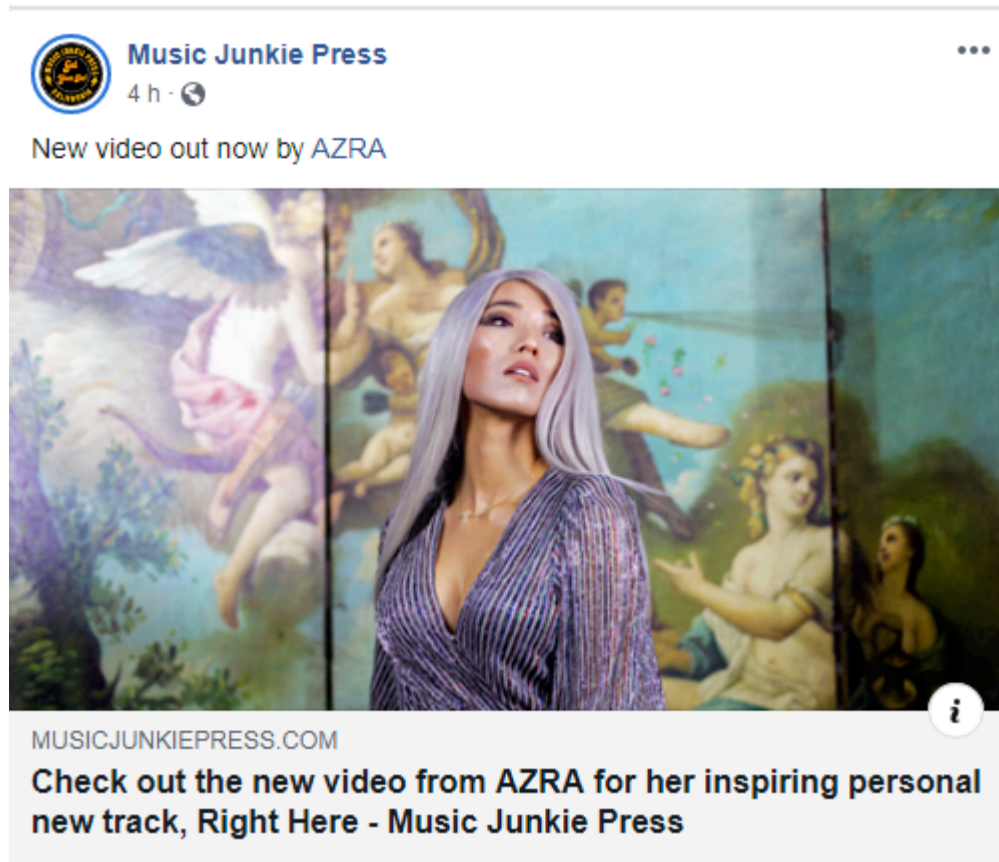 Music Junkie Press
4 h ·
New video out now by AZRA
MUSICJUNKIEPRESS.COM
Check out the new video from AZRA for her inspiring personal
new track, Right Here - Music Junkie Press